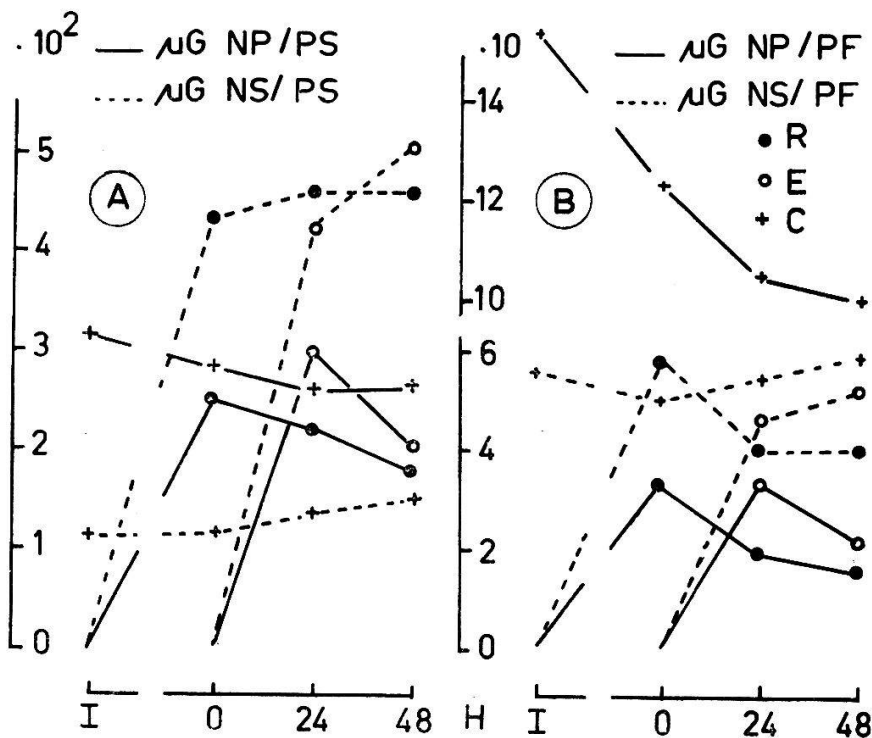 .10² — µG NP/PS
---- µG NS/PS
A
5
4
3
2
1
0
I 0 24 48 H
.10 — µG NP/PF
---- µG NS/PF
● R
○ E
+ C
B
14
12
10
6
4
2
0
I 0 24 48